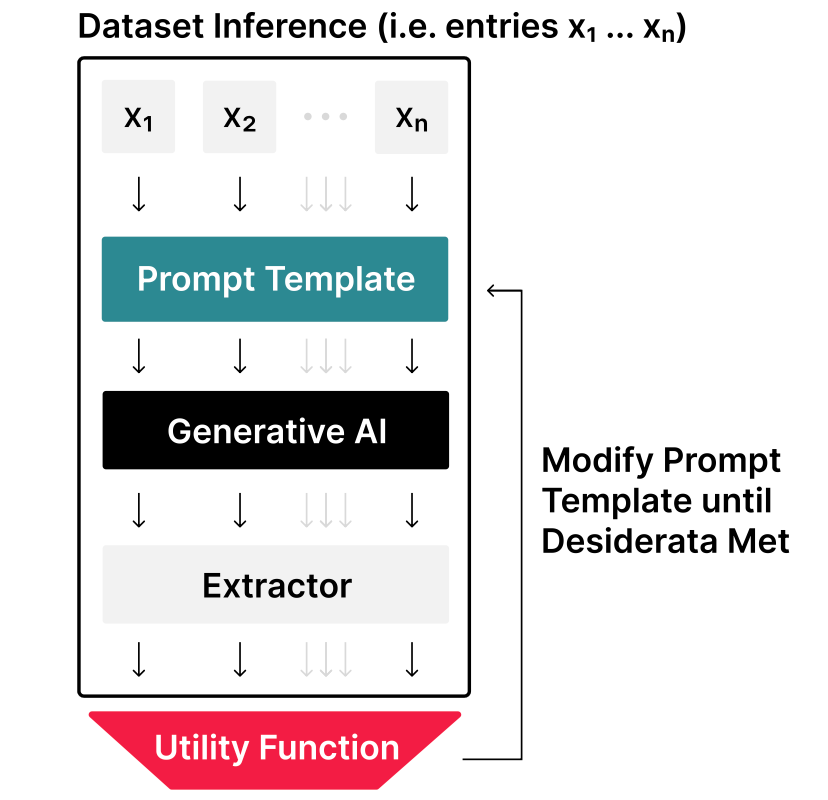 Dataset Inference (i.e. entries x₁ ... xₙ)
x₁ x₂ ... xₙ
Prompt Template
Generative AI
Modify Prompt
Template until
Desiderata Met
Extractor
Utility Function